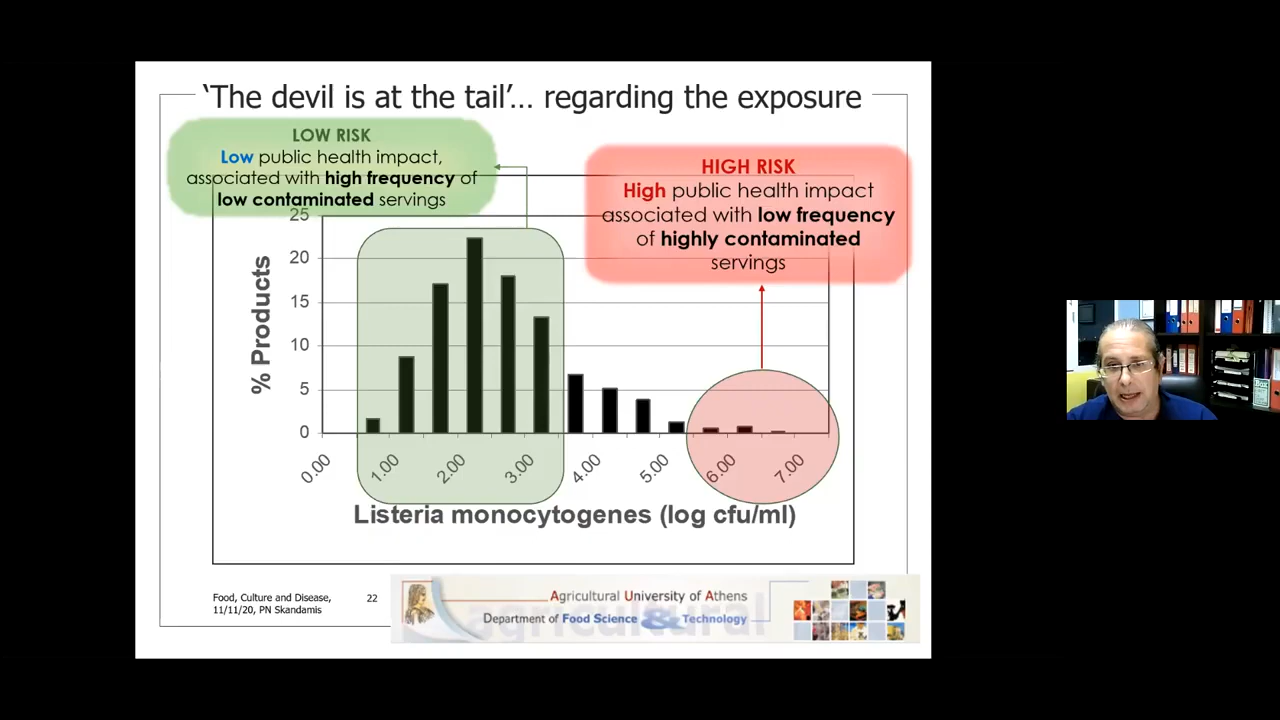 ‘The devil is at the tail’... regarding the exposure
LOW RISK
Low public health impact,
associated with high frequency of
low contaminated servings
HIGH RISK
High public health impact
associated with low frequency
of highly contaminated
servings
% Products
25
20
15
10
5
0
0.00
1.00
2.00
3.00
4.00
5.00
6.00
7.00
Listeria monocytogenes (log cfu/ml)
Food, Culture and Disease,
11/11/20, PN Skandamis
22
Agricultural University of Athens
Department of Food Science & Technology
agricultural